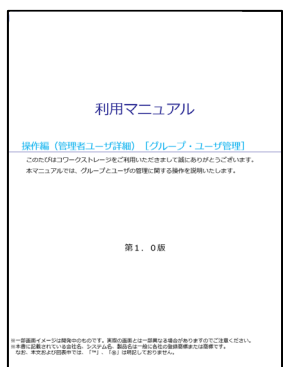 利用マニュアル
操作編（管理者ユーザ詳細）［グループ・ユーザ管理］
このたびはコワークストレージをご利用いただきまして誠にありがとうございます。
本マニュアルでは、グループとユーザの管理に関する操作を説明いたします。
第１．０版
※一部画面イメージは開発中のものです。実際の画面とは一部異なる場合がありますのでご注意ください。
※本書に記載されている会社名、システム名、製品名は一般に各社の登録商標または商標です。
なお、本文および図表中では、「™」、「®」は明記しておりません。